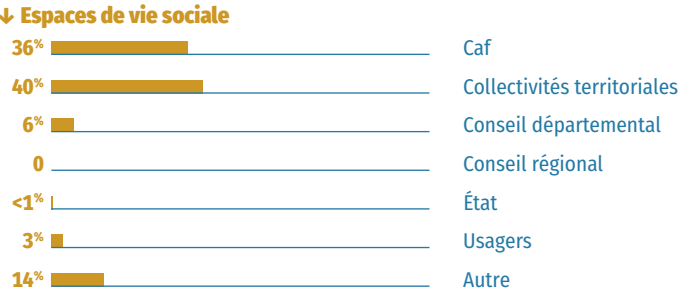 ↓ Espaces de vie sociale
36% Caf
40% Collectivités territoriales
6% Conseil départemental
0 Conseil régional
<1% État
3% Usagers
14% Autre